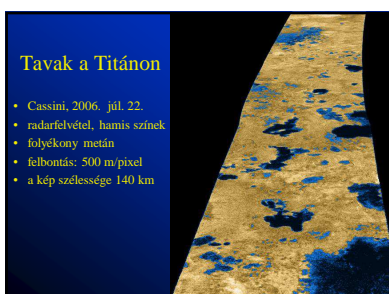 Tavak a Titánon
• Cassini, 2006. júl. 22.
• radarfelvétel, hamis színek
• folyékony metán
• felbontás: 500 m/pixel
• a kép szélessége 140 km